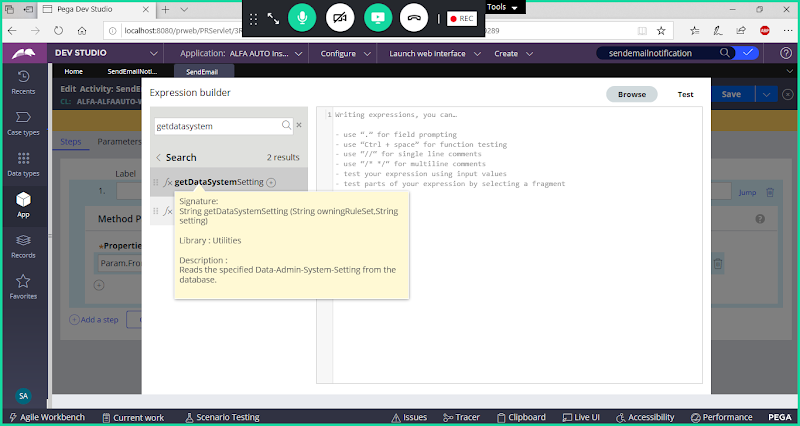 Pega Dev Studio
Tools
REC
localhost:8080/prweb/PRServlet/3R
0289
ABP
DEV STUDIO
Application: ALFA AUTO Ins...
Configure
Launch web interface
Create
sendemailnotification
Home
SendEmailNoti...
SendEmail
Recents
Case types
Data types
App
Records
Favorites
SA
Edit Activity: SendE
CL: ALFA-ALFAAUTO-W
Save
Steps
Parameters
Label
1.
Jump
Method P
Properties
Param.Fro
Add a step
Expression builder
Browse
Test
getdatasystem
Search
2 results
getDataSystemSetting
Signature:
String getDataSystemSetting (String owningRuleSet,String
setting)
Library : Utilities
Description :
Reads the specified Data-Admin-System-Setting from the
database.
1 Writing expressions, you can…
- use "." for field prompting
- use "Ctrl + space" for function testing
- use "//" for single line comments
- use "/* */" for multiline comments
- test your expression using input values
- test parts of your expression by selecting a fragment
Agile Workbench
Current work
Scenario Testing
Issues
Tracer
Clipboard
Live UI
Accessibility
Performance
PEGA